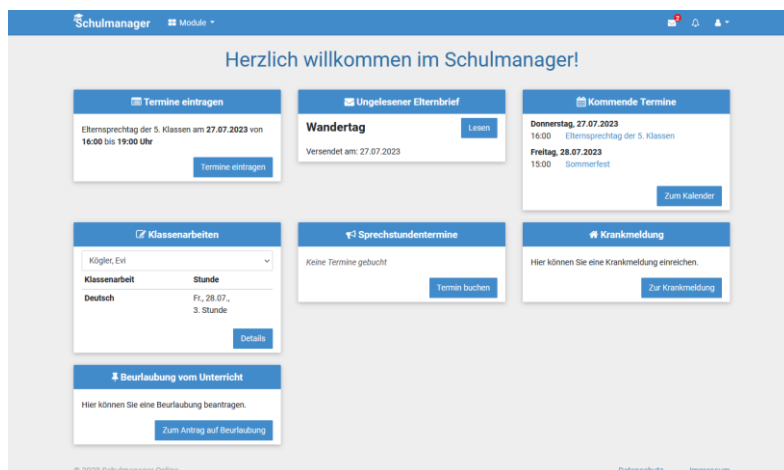 Schulmanager Module 2
Herzlich willkommen im Schulmanager!
Termine eintragen
Elternsprechtag der 5. Klassen am 27.07.2023 von
16:00 bis 19:00 Uhr
Termine eintragen
Ungelesener Elternbrief
Wandertag Lesen
Versendet am: 27.07.2023
Kommende Termine
Donnerstag, 27.07.2023
16:00 Elternsprechtag der 5. Klassen
Freitag, 28.07.2023
15:00 Sommerfest
Zum Kalender
Klassenarbeiten
Kögler, Evi
Klassenarbeit Stunde
Deutsch Fr., 28.07.,
3. Stunde
Details
Sprechstundentermine
Keine Termine gebucht
Termin buchen
Krankmeldung
Hier können Sie eine Krankmeldung einreichen.
Zur Krankmeldung
Beurlaubung vom Unterricht
Hier können Sie eine Beurlaubung beantragen.
Zum Antrag auf Beurlaubung
Schulmanager Online Datenschutz Impressum